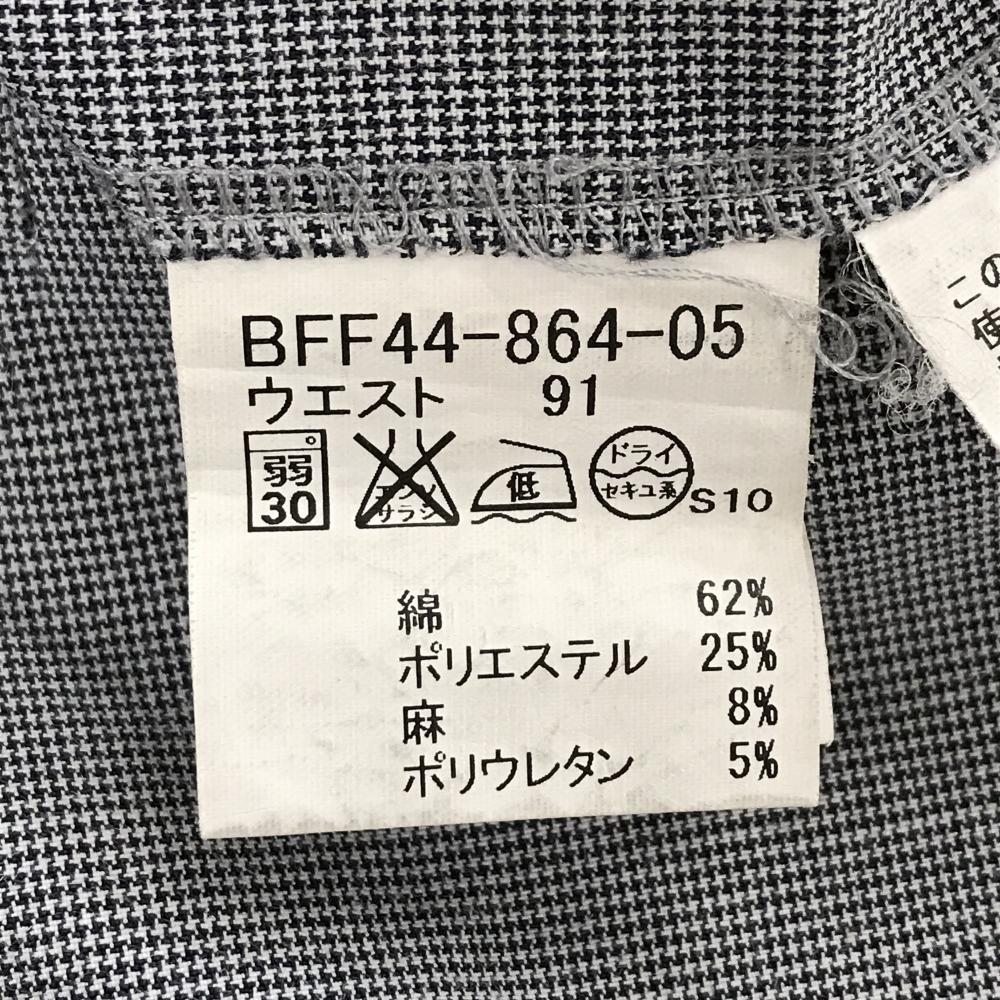 BFF44-864-05
ウエスト 91
弱 30 エンソ サラシ 低 ドライ セキユ系 S10
綿 62%
ポリエステル 25%
麻 8%
ポリウレタン 5%
この
使